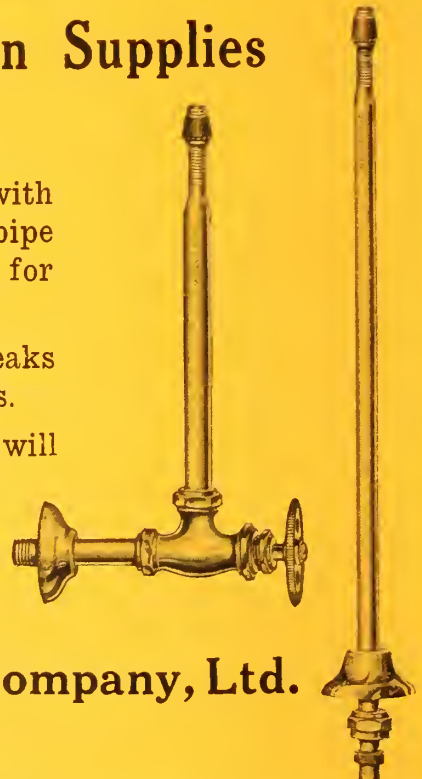 n Supplies
with
pipe
for
eaks
s.
will
ompany, Ltd.